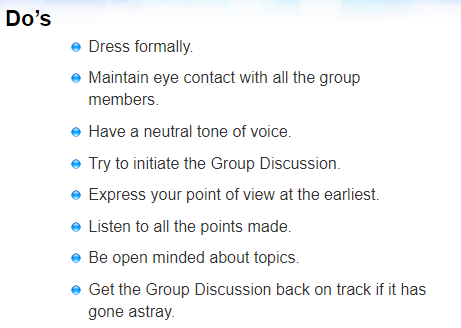 Do's
Dress formally.
Maintain eye contact with all the group
members.
Have a neutral tone of voice.
Try to initiate the Group Discussion.
Express your point of view at the earliest.
Listen to all the points made.
Be open minded about topics.
Get the Group Discussion back on track if it has
gone astray.